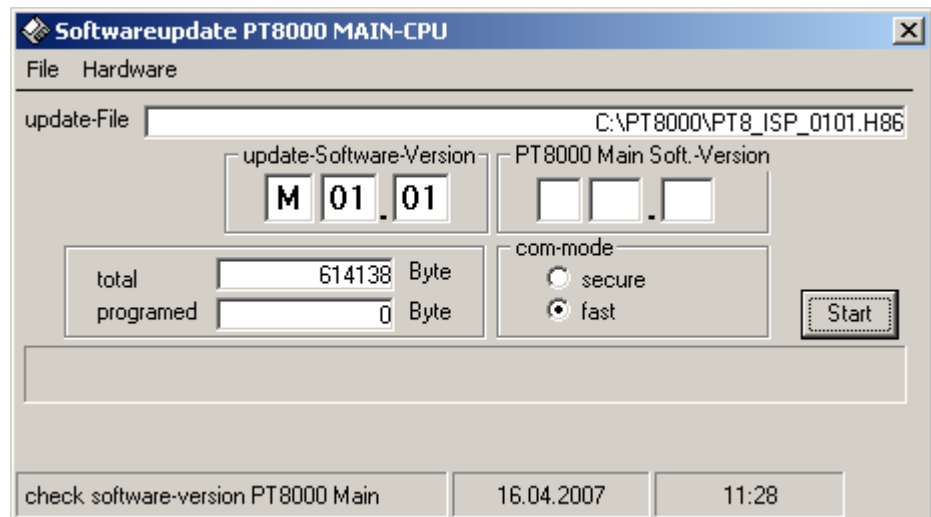 Softwareupdate PT8000 MAIN-CPU
File Hardware
update-File C:\PT8000\PT8_ISP_0101.H86
update-Software-Version PT8000 Main Soft.-Version
M 01 . 01 .
com-mode
total 614138 Byte secure
programed 0 Byte fast
Start
check software-version PT8000 Main 16.04.2007 11:28